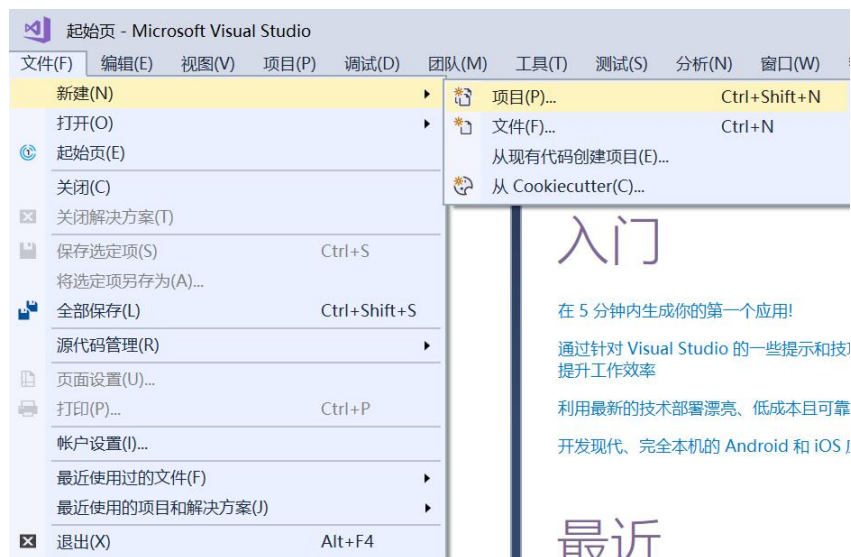 起始页 - Microsoft Visual Studio
文件(F) 编辑(E) 视图(V) 项目(P) 调试(D) 团队(M) 工具(T) 测试(S) 分析(N) 窗口(W)
新建(N)
打开(O)
起始页(E)
关闭(C)
关闭解决方案(T)
保存选定项(S) Ctrl+S
将选定项另存为(A)...
全部保存(L) Ctrl+Shift+S
源代码管理(R)
页面设置(U)...
打印(P)... Ctrl+P
帐户设置(I)...
最近使用过的文件(F)
最近使用的项目和解决方案(J)
退出(X) Alt+F4
项目(P)... Ctrl+Shift+N
文件(F)... Ctrl+N
从现有代码创建项目(E)...
从 Cookiecutter(C)...
入门
在 5 分钟内生成你的第一个应用!
通过针对 Visual Studio 的一些提示和技
提升工作效率
利用最新的技术部署漂亮、低成本且可靠
开发现代、完全本机的 Android 和 iOS
最近